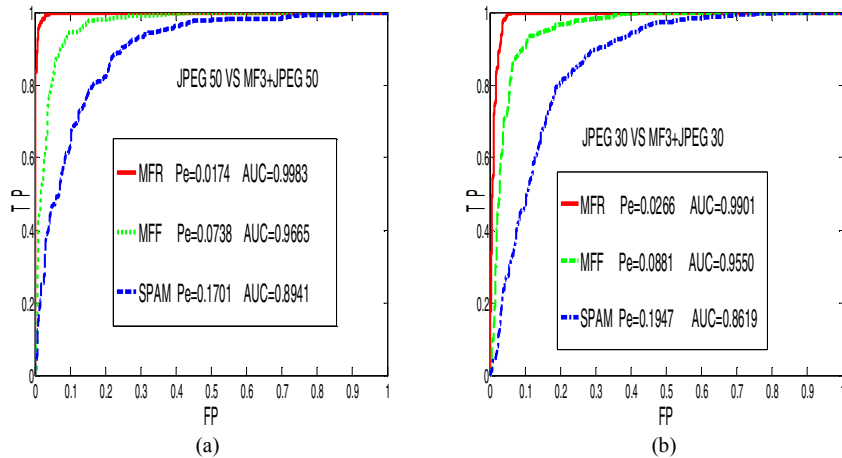 1
0.8
0.6
0.4
0.2
0
TP
JPEG 50 VS MF3+JPEG 50
MFR Pe=0.0174 AUC=0.9983
MFF Pe=0.0738 AUC=0.9665
SPAM Pe=0.1701 AUC=0.8941
0 0.1 0.2 0.3 0.4 0.5 0.6 0.7 0.8 0.9 1
FP
(a)
1
0.8
0.6
0.4
0.2
0
TP
JPEG 30 VS MF3+JPEG 30
MFR Pe=0.0266 AUC=0.9901
MFF Pe=0.0881 AUC=0.9550
SPAM Pe=0.1947 AUC=0.8619
0 0.1 0.2 0.3 0.4 0.5 0.6 0.7 0.8 0.9 1
FP
(b)